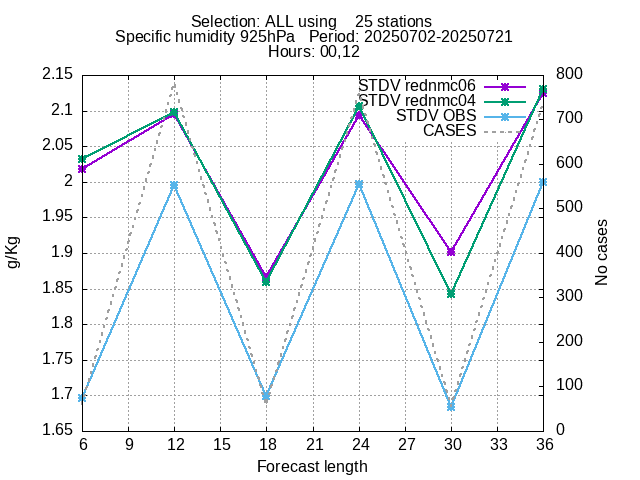 Selection: ALL using    25 stations
Specific humidity 925hPa   Period: 20250702-20250721
Hours: 00,12
STDV rednmc06
STDV rednmc04
STDV OBS
CASES
2.15
2.1
2.05
2
1.95
1.9
1.85
1.8
1.75
1.7
1.65
g/Kg
800
700
600
500
400
300
200
100
0
No cases
6 9 12 15 18 21 24 27 30 33 36
Forecast length